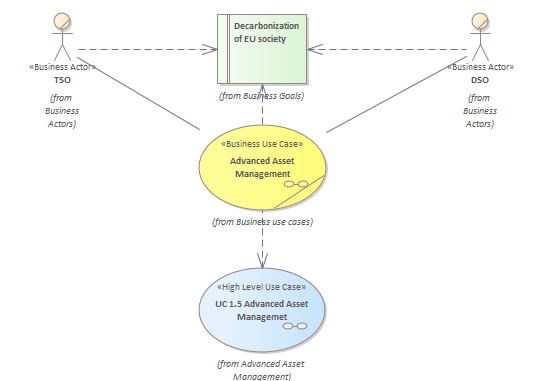 Decarbonization
of EU society
«Business Actor»
TSO
(from
Business
Actors)
«Business Actor»
DSO
(from
Business
Actors)
(from Business Goals)
«Business Use Case»
Advanced Asset
Management
(from Business use cases)
«High Level Use Case»
UC 1.5 Advanced Asset
Managemet
(from Advanced Asset
Management)